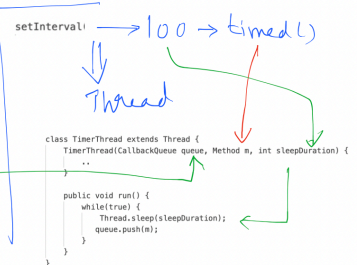 setInterval( 100 timed()
Thread
class TimerThread extends Thread {
TimerThread(CallbackQueue queue, Method m, int sleepDuration) {
..
}
public void run() {
while(true) {
Thread.sleep(sleepDuration);
queue.push(m);
}
}
}